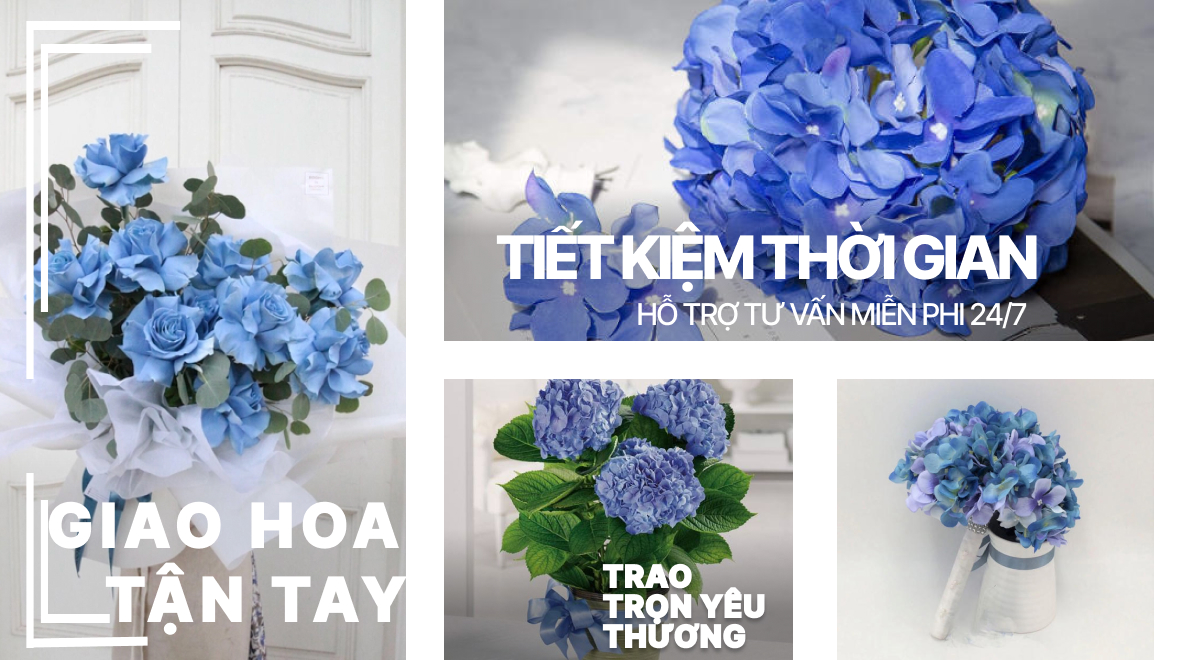 GIAO HOA
TẬN TAY
TIẾT KIỆM THỜI GIAN
HỖ TRỢ TƯ VẤN MIỄN PHI 24/7
TRAO
TRỌN YÊU
THƯƠNG